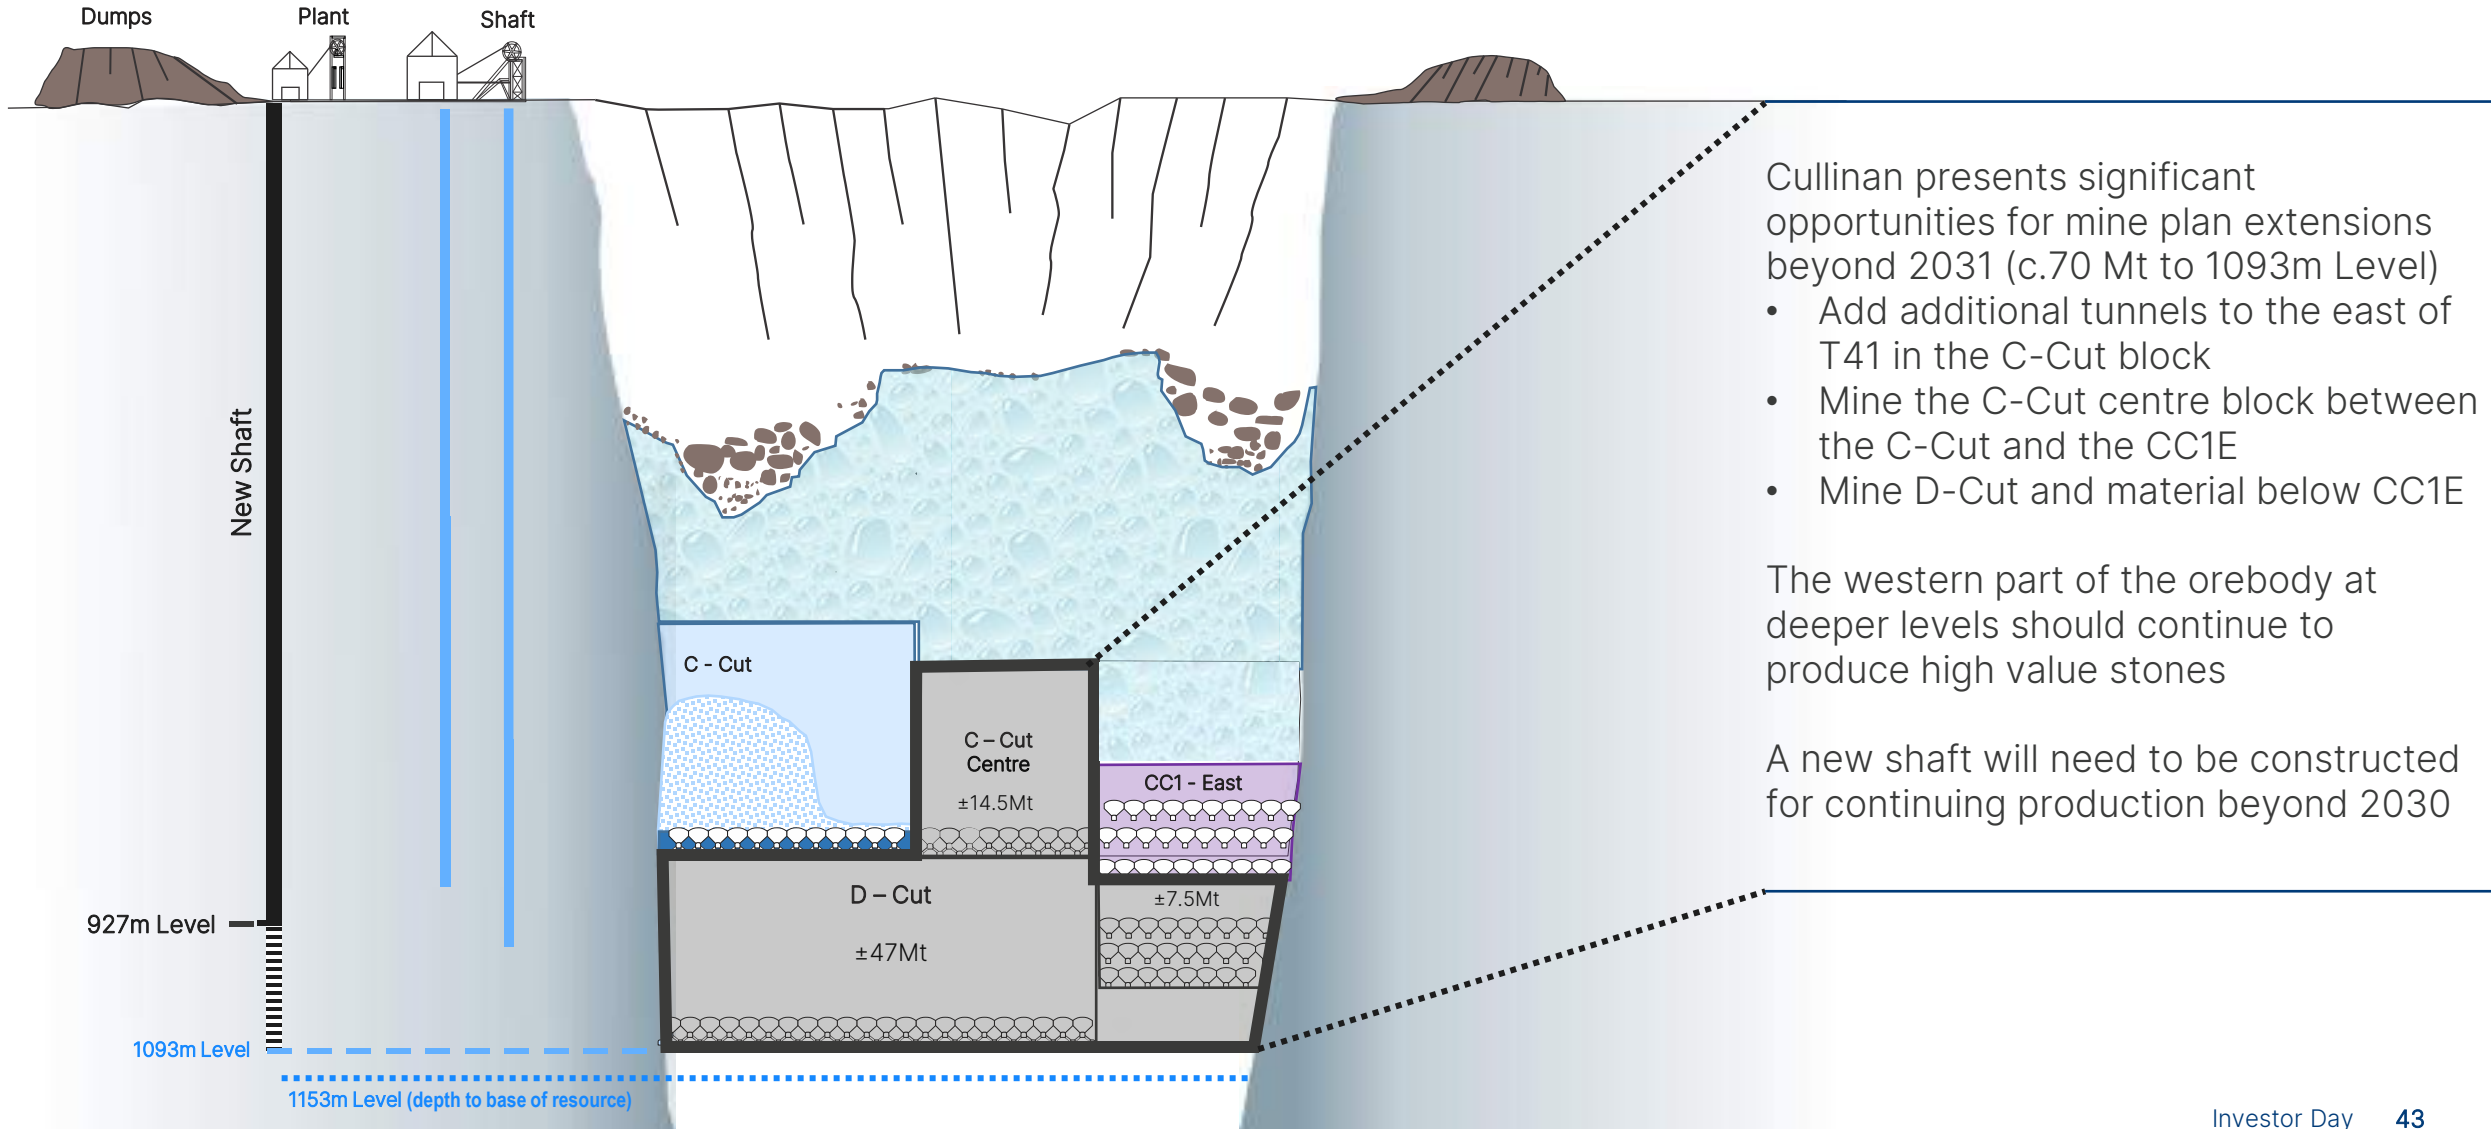 Dumps
Plant
Shaft
New Shaft
927m Level
1093m Level
1153m Level (depth to base of resource)
C - Cut
C – Cut
Centre
±14.5Mt
CC1 - East
D – Cut
±47Mt
±7.5Mt
Cullinan presents significant
opportunities for mine plan extensions
beyond 2031 (c.70 Mt to 1093m Level)
• Add additional tunnels to the east of
T41 in the C-Cut block
• Mine the C-Cut centre block between
the C-Cut and the CC1E
• Mine D-Cut and material below CC1E
The western part of the orebody at
deeper levels should continue to
produce high value stones
A new shaft will need to be constructed
for continuing production beyond 2030
Investor Day 43